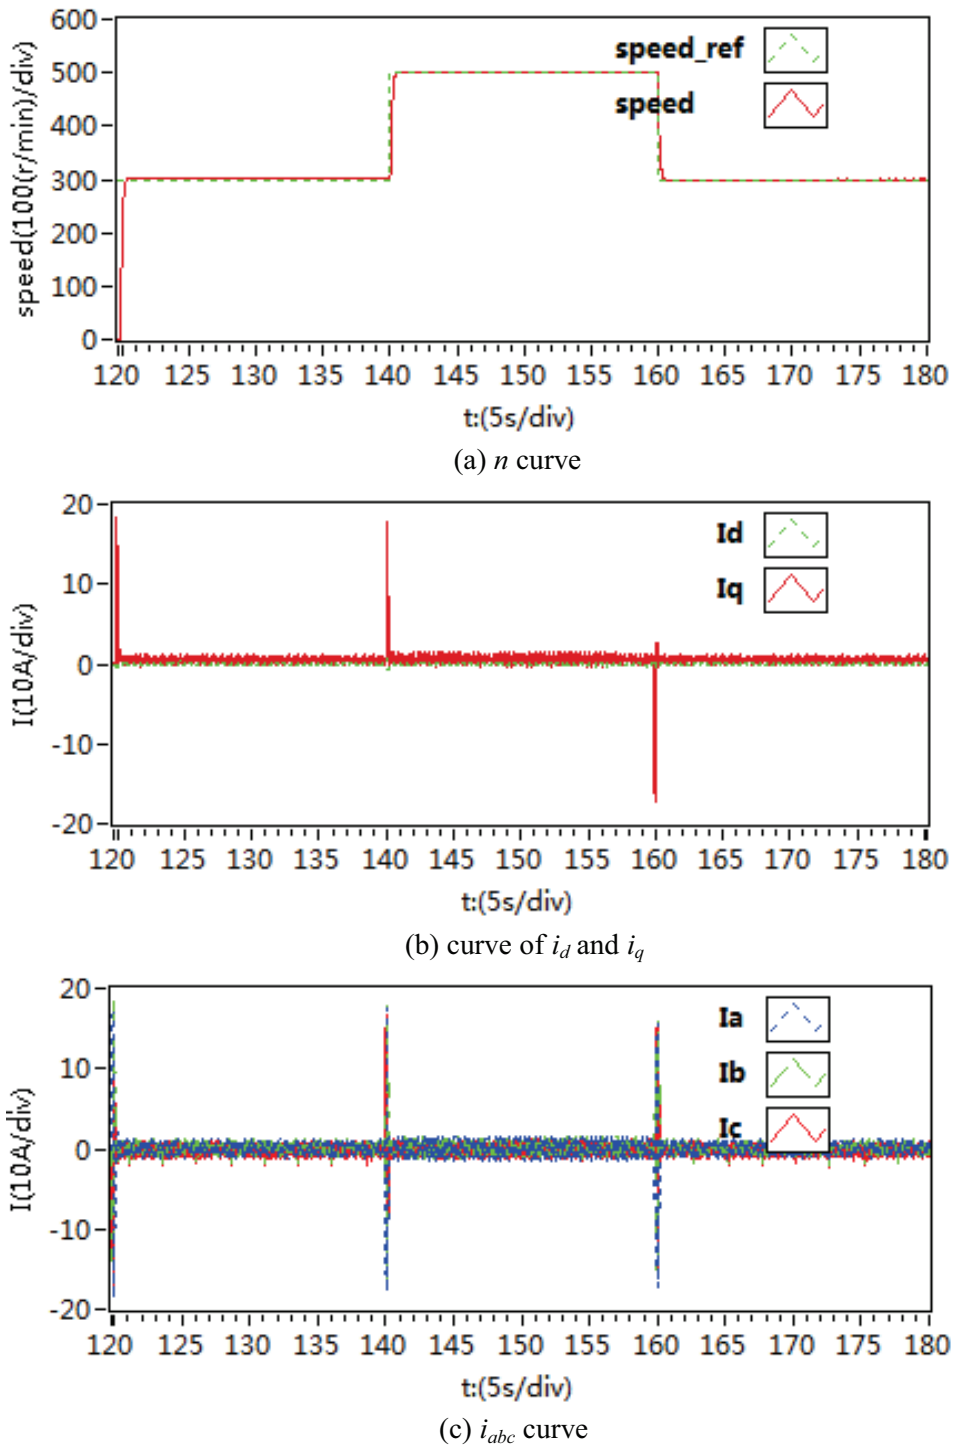 speed(100(r/min)/div)
600
500
400
300
200
100
0
speed_ref
speed
120 125 130 135 140 145 150 155 160 165 170 175 180
t:(5s/div)
(a) n curve
I(10A/div)
20
10
0
-10
-20
Id
Iq
120 125 130 135 140 145 150 155 160 165 170 175 180
t:(5s/div)
(b) curve of id and iq
I(10A/div)
20
10
0
-10
-20
Ia
Ib
Ic
120 125 130 135 140 145 150 155 160 165 170 175 180
t:(5s/div)
(c) iabc curve